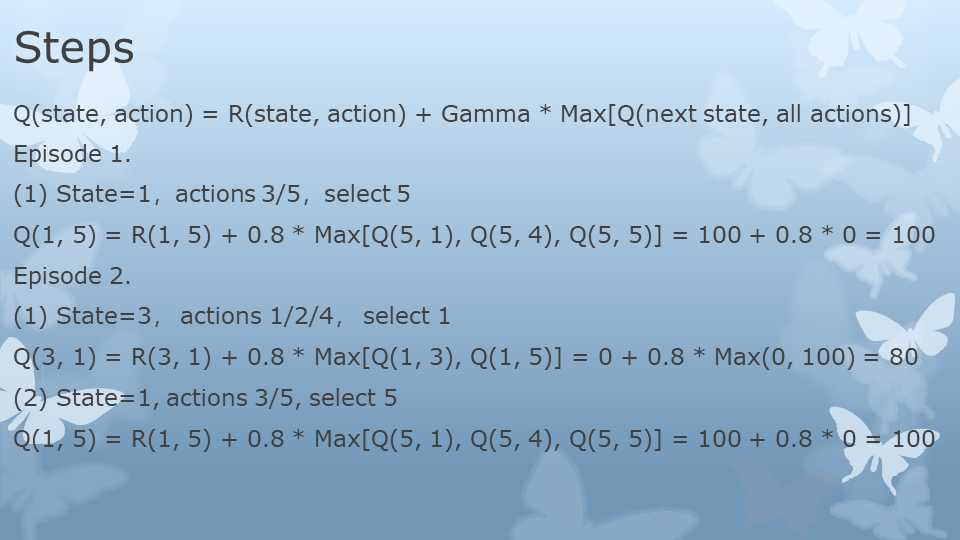 Steps
Q(state, action) = R(state, action) + Gamma * Max[Q(next state, all actions)]
Episode 1.
(1) State=1，actions 3/5，select 5
Q(1, 5) = R(1, 5) + 0.8 * Max[Q(5, 1), Q(5, 4), Q(5, 5)] = 100 + 0.8 * 0 = 100
Episode 2.
(1) State=3， actions 1/2/4， select 1
Q(3, 1) = R(3, 1) + 0.8 * Max[Q(1, 3), Q(1, 5)] = 0 + 0.8 * Max(0, 100) = 80
(2) State=1, actions 3/5, select 5
Q(1, 5) = R(1, 5) + 0.8 * Max[Q(5, 1), Q(5, 4), Q(5, 5)] = 100 + 0.8 * 0 = 100